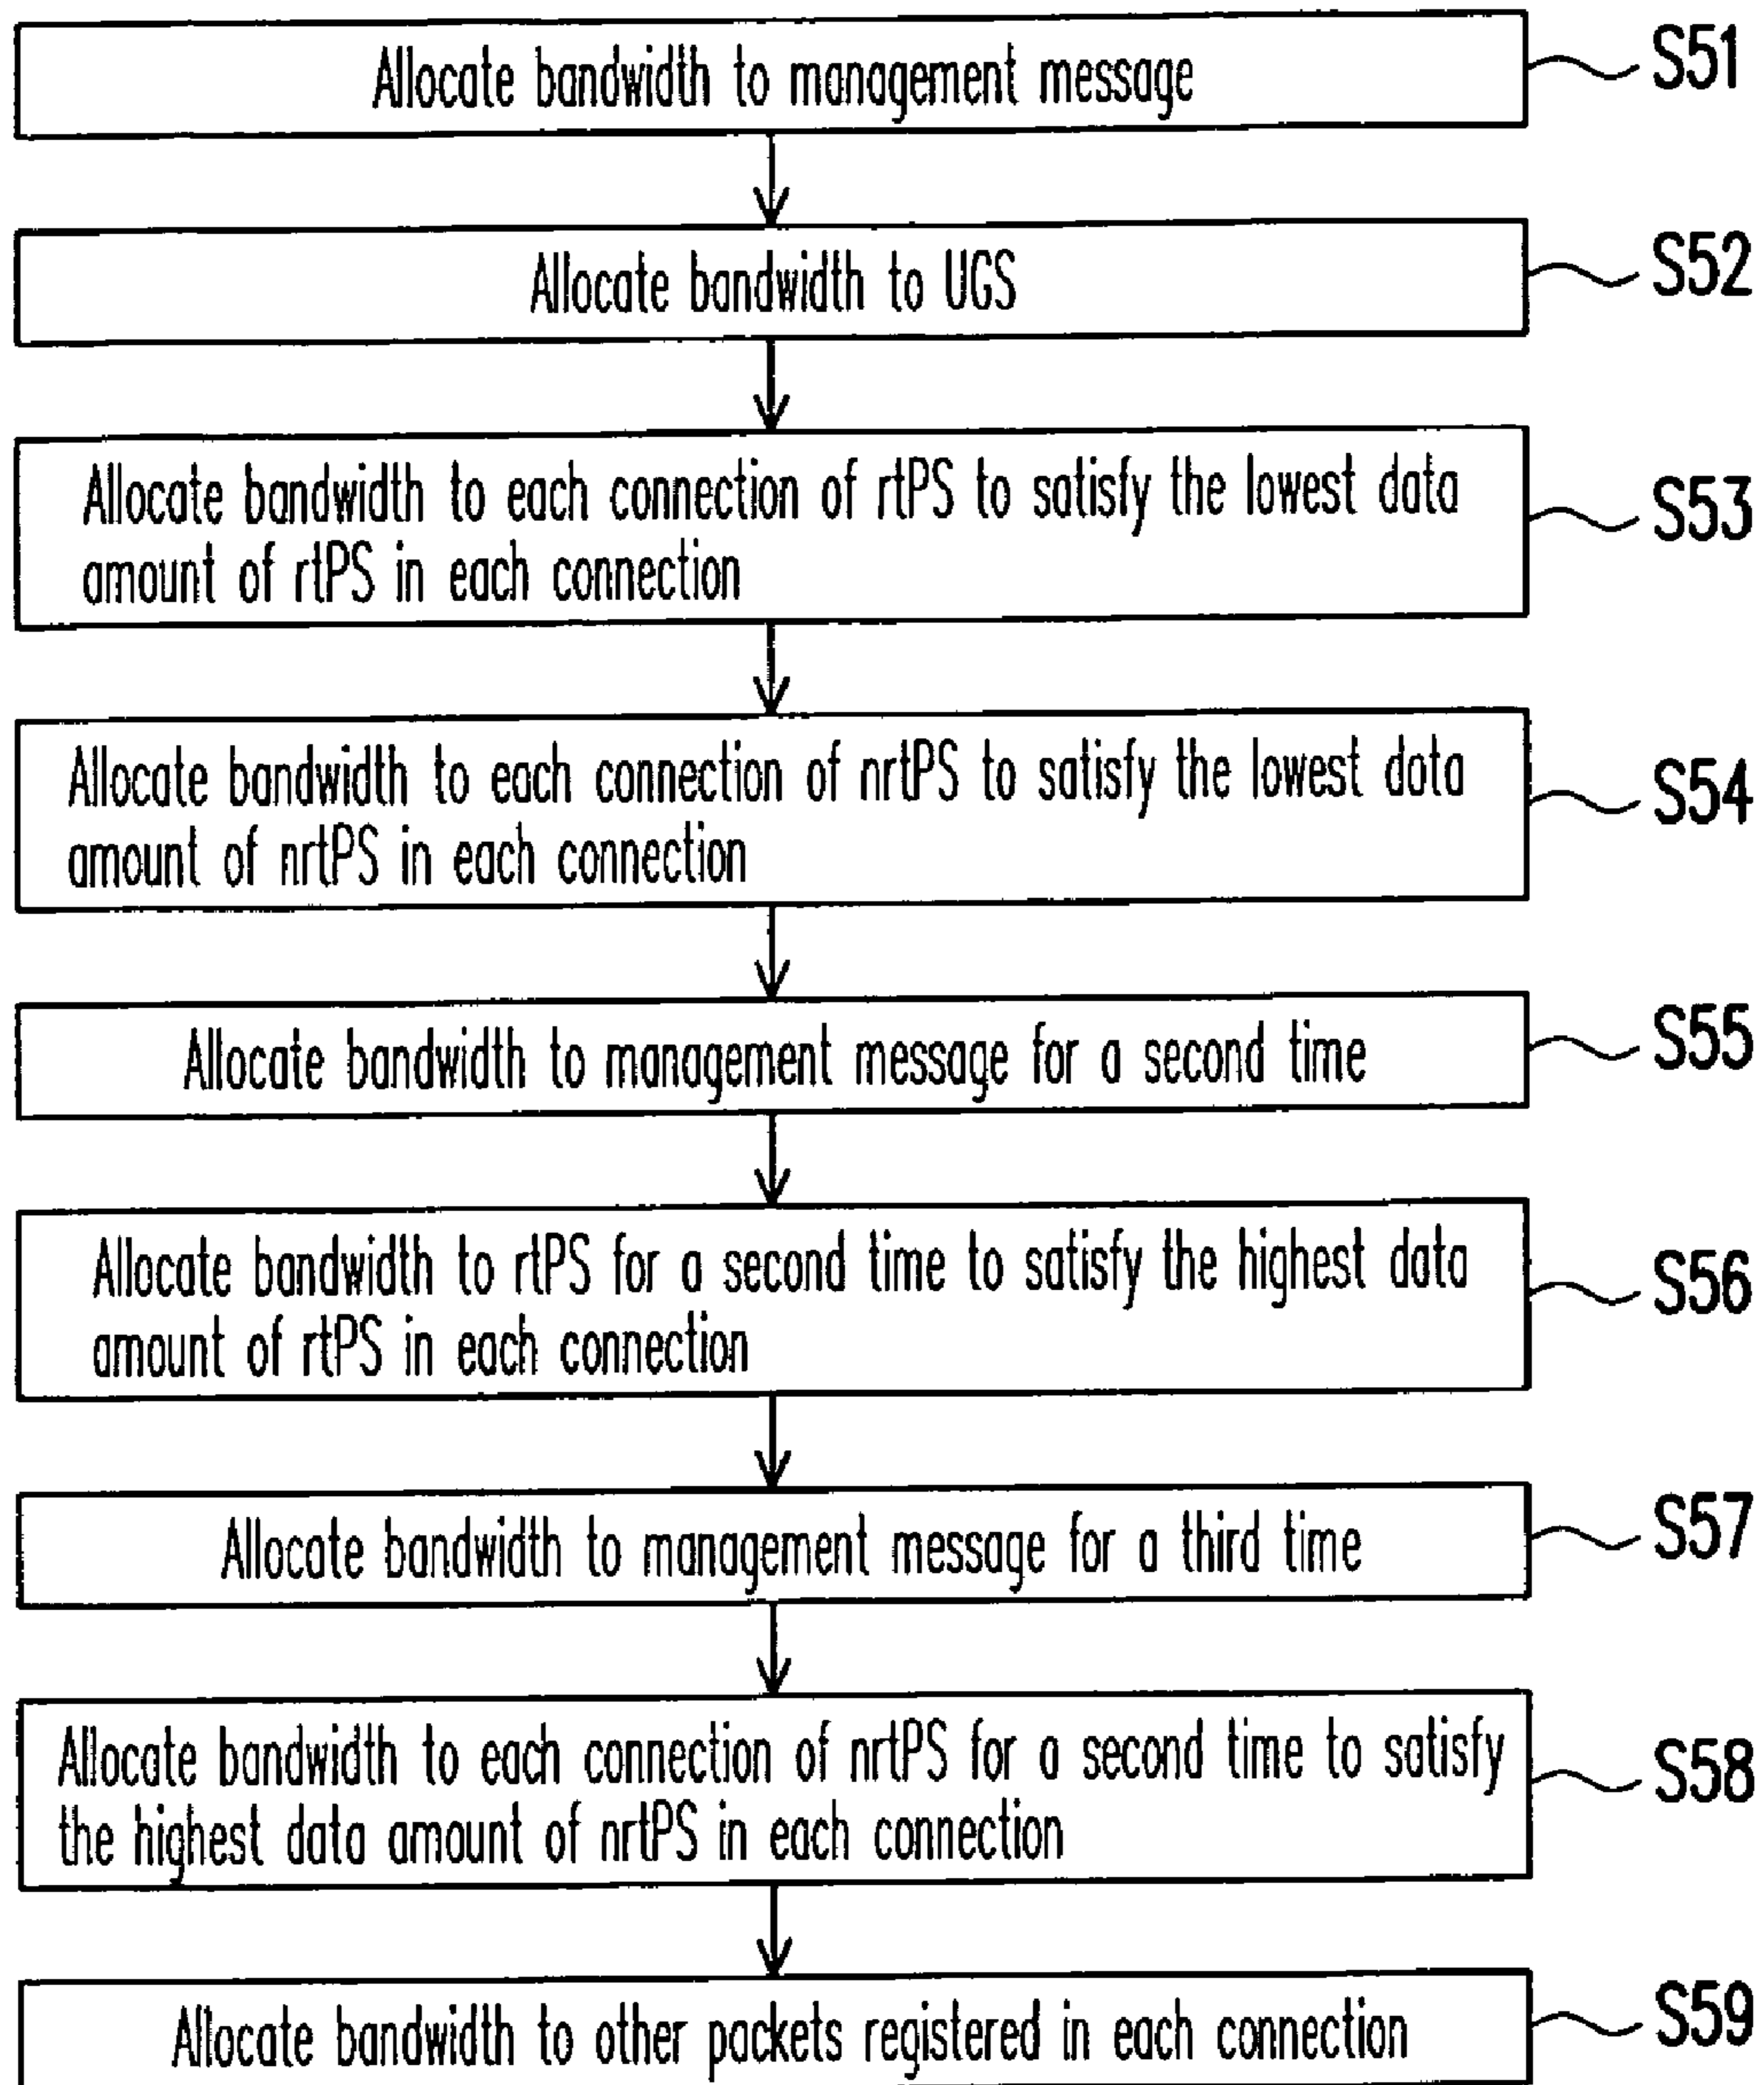 Allocate bandwidth to management message
S51
Allocate bandwidth to UGS
S52
Allocate bandwidth to each connection of rtPS to satisfy the lowest data
amount of rtPS in each connection
S53
Allocate bandwidth to each connection of nrtPS to satisfy the lowest data
amount of nrtPS in each connection
S54
Allocate bandwidth to management message for a second time
S55
Allocate bandwidth to rtPS for a second time to satisfy the highest data
amount of rtPS in each connection
S56
Allocate bandwidth to management message for a third time
S57
Allocate bandwidth to each connection of nrtPS for a second time to satisfy
the highest data amount of nrtPS in each connection
S58
Allocate bandwidth to other packets registered in each connection
S59